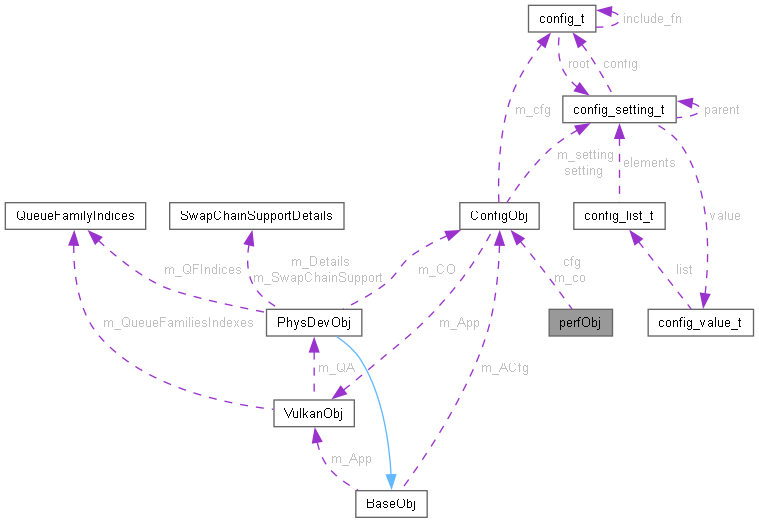 config_t
include_fn
root
config
m_cfg
config_setting_t
parent
m_setting
setting
elements
QueueFamilyIndices
SwapChainSupportDetails
ConfigObj
config_list_t
value
m_QFIndices
m_Details
m_SwapChainSupport
m_CO
cfg
m_co
list
m_QueueFamiliesIndexes
PhysDevObj
m_App
perfObj
config_value_t
m_QA
m_ACfg
VulkanObj
m_App
BaseObj